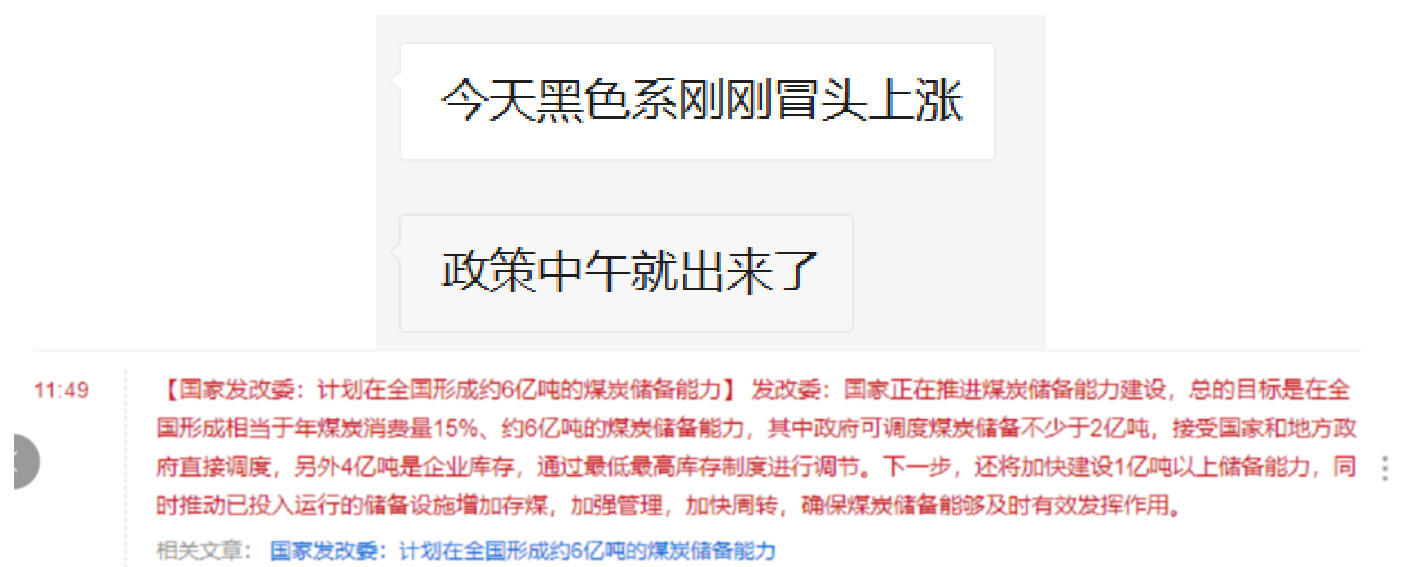 今天黑色系刚刚冒头上涨
政策中午就出来了
11:49
【国家发改委：计划在全国形成约6亿吨的煤炭储备能力】 发改委：国家正在推进煤炭储备能力建设，总的目标是在全
国形成相当于年煤炭消费量15%、约6亿吨的煤炭储备能力，其中政府可调度煤炭储备不少于2亿吨，接受国家和地方政
府直接调度，另外4亿吨是企业库存，通过最低最高库存制度进行调节。下一步，还将加快建设1亿吨以上储备能力，同
时推动已投入运行的储备设施增加存煤，加强管理，加快周转，确保煤炭储备能够及时有效发挥作用。
相关文章： 国家发改委：计划在全国形成约6亿吨的煤炭储备能力